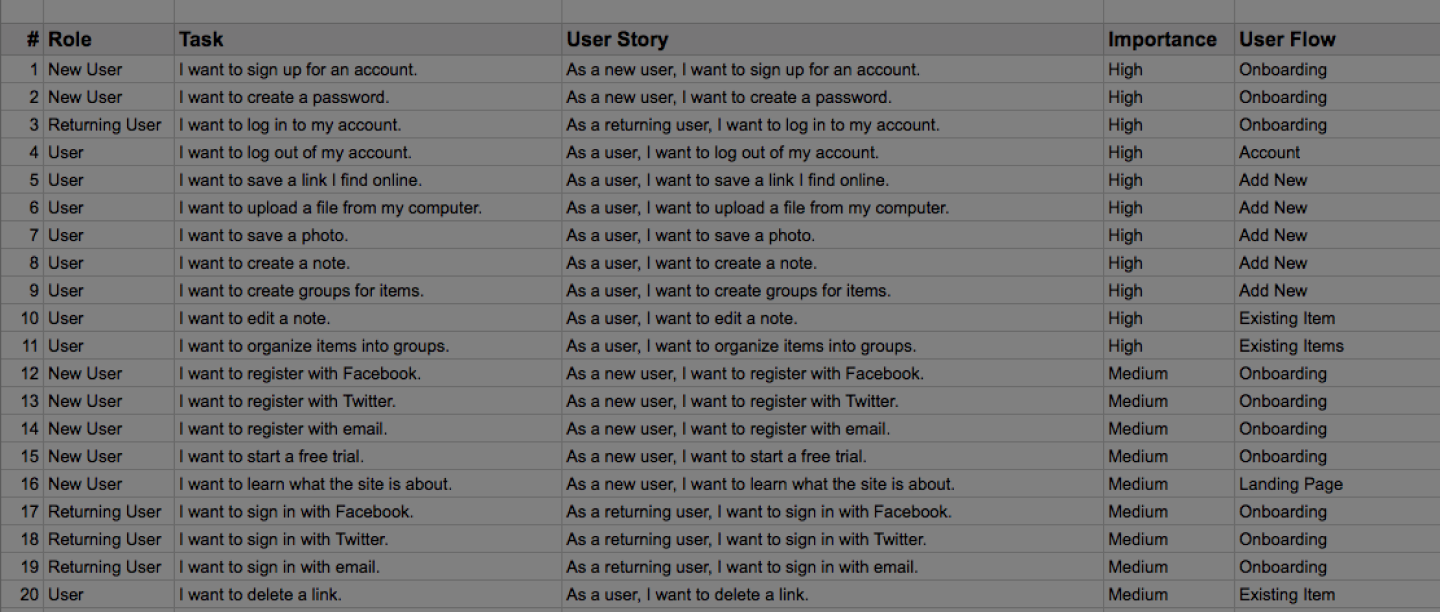 # Role Task User Story Importance User Flow
1 New User I want to sign up for an account. As a new user, I want to sign up for an account. High Onboarding
2 New User I want to create a password. As a new user, I want to create a password. High Onboarding
3 Returning User I want to log in to my account. As a returning user, I want to log in to my account. High Onboarding
4 User I want to log out of my account. As a user, I want to log out of my account. High Account
5 User I want to save a link I find online. As a user, I want to save a link I find online. High Add New
6 User I want to upload a file from my computer. As a user, I want to upload a file from my computer. High Add New
7 User I want to save a photo. As a user, I want to save a photo. High Add New
8 User I want to create a note. As a user, I want to create a note. High Add New
9 User I want to create groups for items. As a user, I want to create groups for items. High Add New
10 User I want to edit a note. As a user, I want to edit a note. High Existing Item
11 User I want to organize items into groups. As a user, I want to organize items into groups. High Existing Items
12 New User I want to register with Facebook. As a new user, I want to register with Facebook. Medium Onboarding
13 New User I want to register with Twitter. As a new user, I want to register with Twitter. Medium Onboarding
14 New User I want to register with email. As a new user, I want to register with email. Medium Onboarding
15 New User I want to start a free trial. As a new user, I want to start a free trial. Medium Onboarding
16 New User I want to learn what the site is about. As a new user, I want to learn what the site is about. Medium Landing Page
17 Returning User I want to sign in with Facebook. As a returning user, I want to sign in with Facebook. Medium Onboarding
18 Returning User I want to sign in with Twitter. As a returning user, I want to sign in with Twitter. Medium Onboarding
19 Returning User I want to sign in with email. As a returning user, I want to sign in with email. Medium Onboarding
20 User I want to delete a link. As a user, I want to delete a link. Medium Existing Item